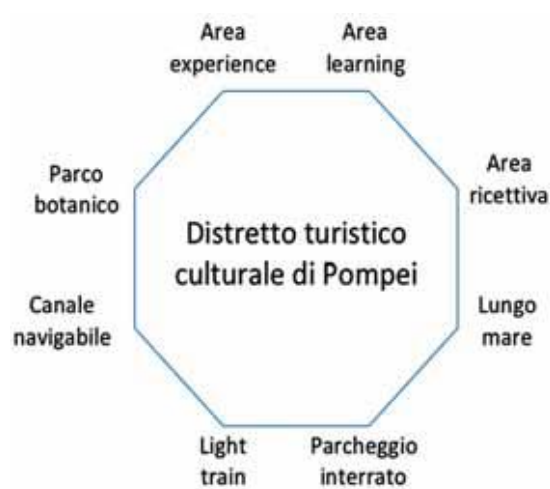 Area
experience
Area
learning
Parco
botanico
Area
ricettiva
Distretto turistico
culturale di Pompei
Canale
navigabile
Lungo
mare
Light
train
Parcheggio
interrato